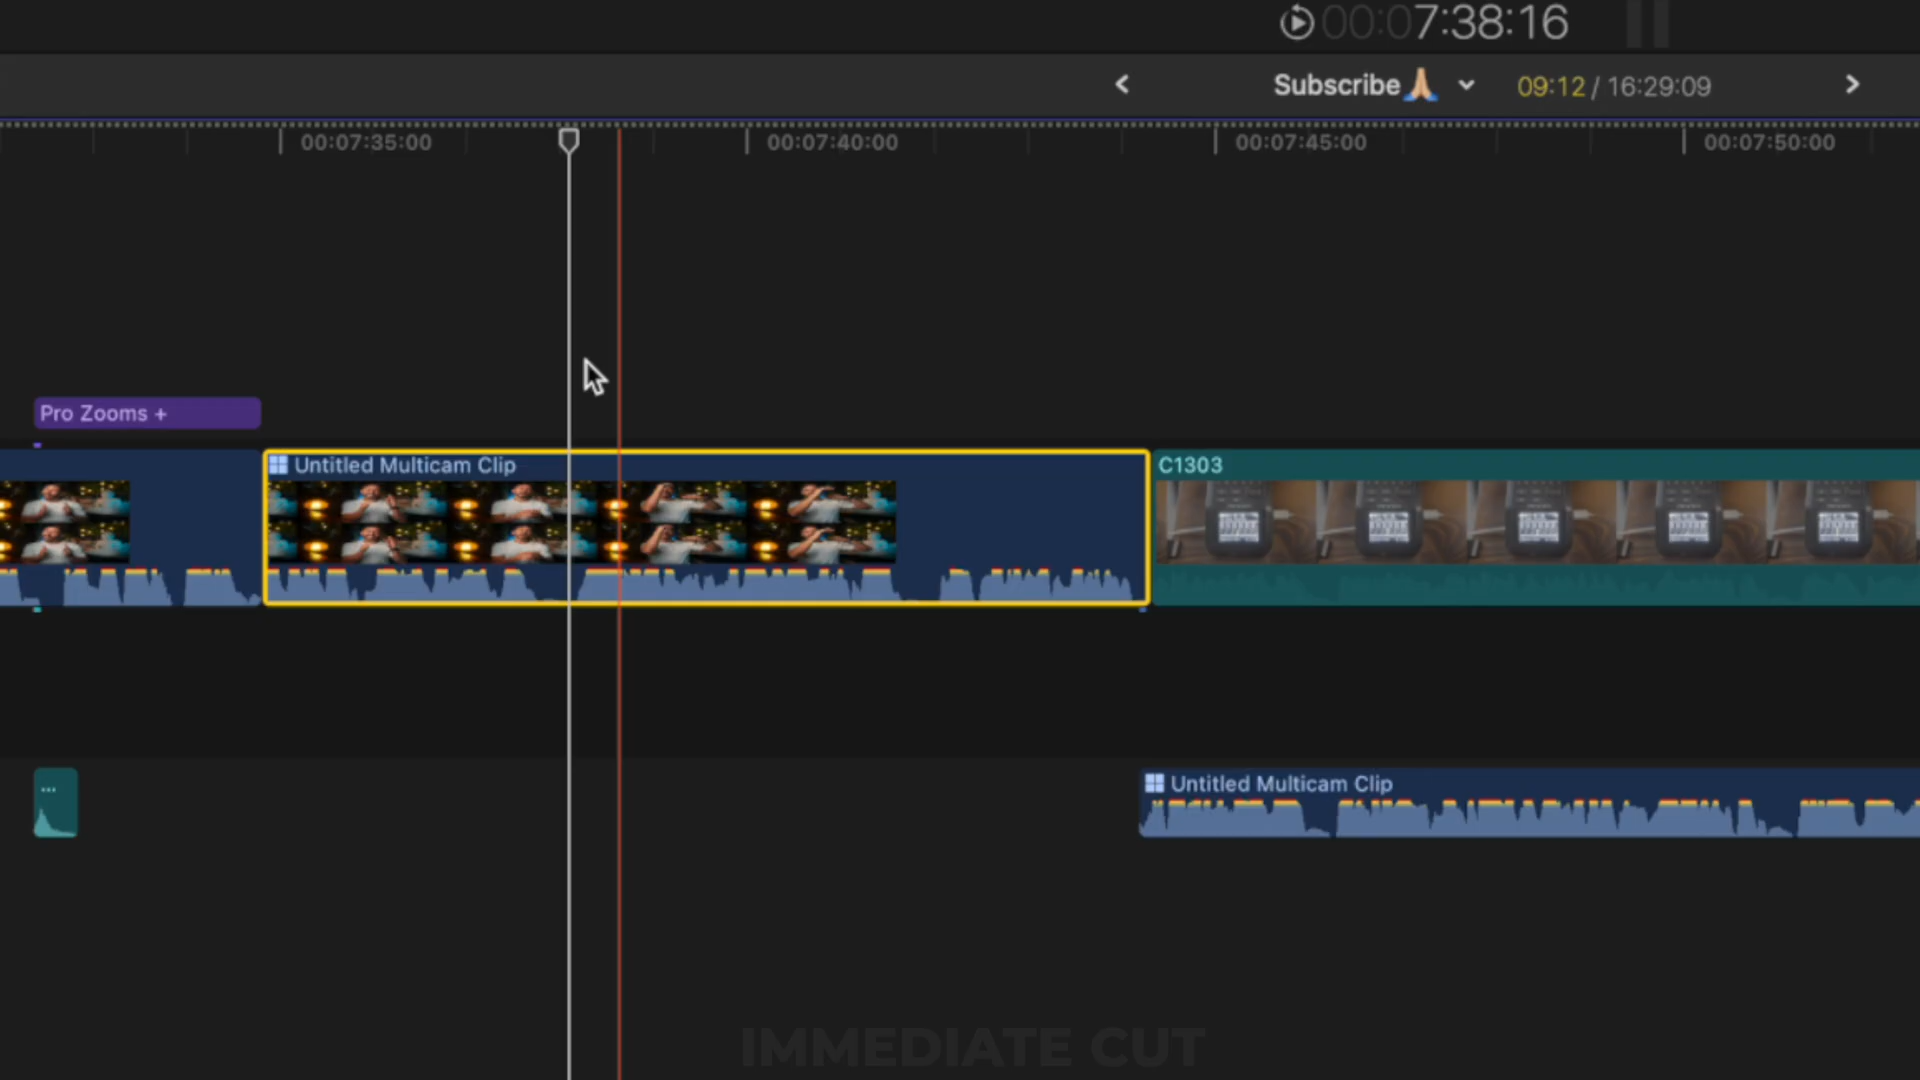 00:07:38:16
Subscribe🙏🏼 09:12 / 16:29:09
00:07:35:00 00:07:40:00 00:07:45:00 00:07:50:00
Pro Zooms +
Untitled Multicam Clip
C1303
...
Untitled Multicam Clip
IMMEDIATE CUT